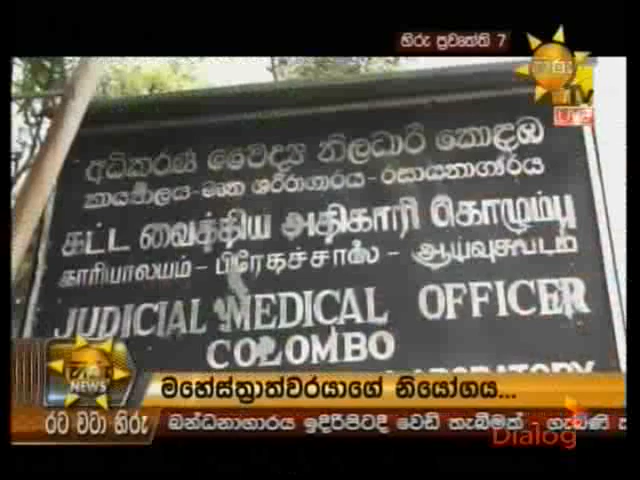 හිරු ප්‍රවෘත්ති 7
අධිකරණ වෛද්‍ය නිලධාරී කොළඹ
කාර්යාලය-මෘත ශරීරාගාරය-රසායනාගාරය
சட்ட வைத்திய அதிகாரி கொழும்பு
காரியாலயம் - பிரேதச்சாலை - ஆய்வுகூடம்
JUDICIAL MEDICAL OFFICER
COLOMBO
LABORATORY
NEWS
මහේස්ත්‍රාත්වරයාගේ නියෝගය...
රට වටා හිරු
බන්ධනාගාරය ඉදිරිපිටදී වෙඩි තැබීමක් - ගැබිණි
Dialog